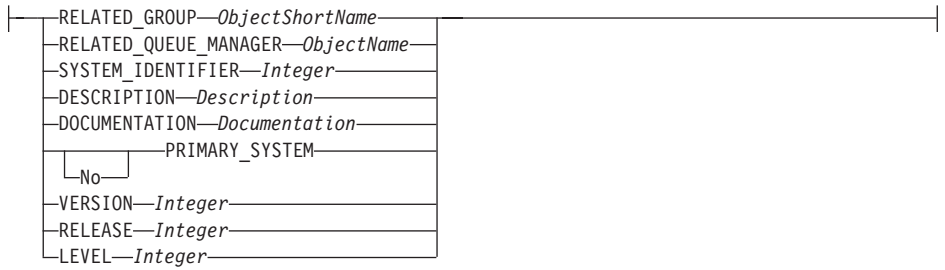 RELATED_GROUP ObjectShortName
RELATED_QUEUE_MANAGER ObjectName
SYSTEM_IDENTIFIER Integer
DESCRIPTION Description
DOCUMENTATION Documentation
PRIMARY_SYSTEM
No
VERSION Integer
RELEASE Integer
LEVEL Integer